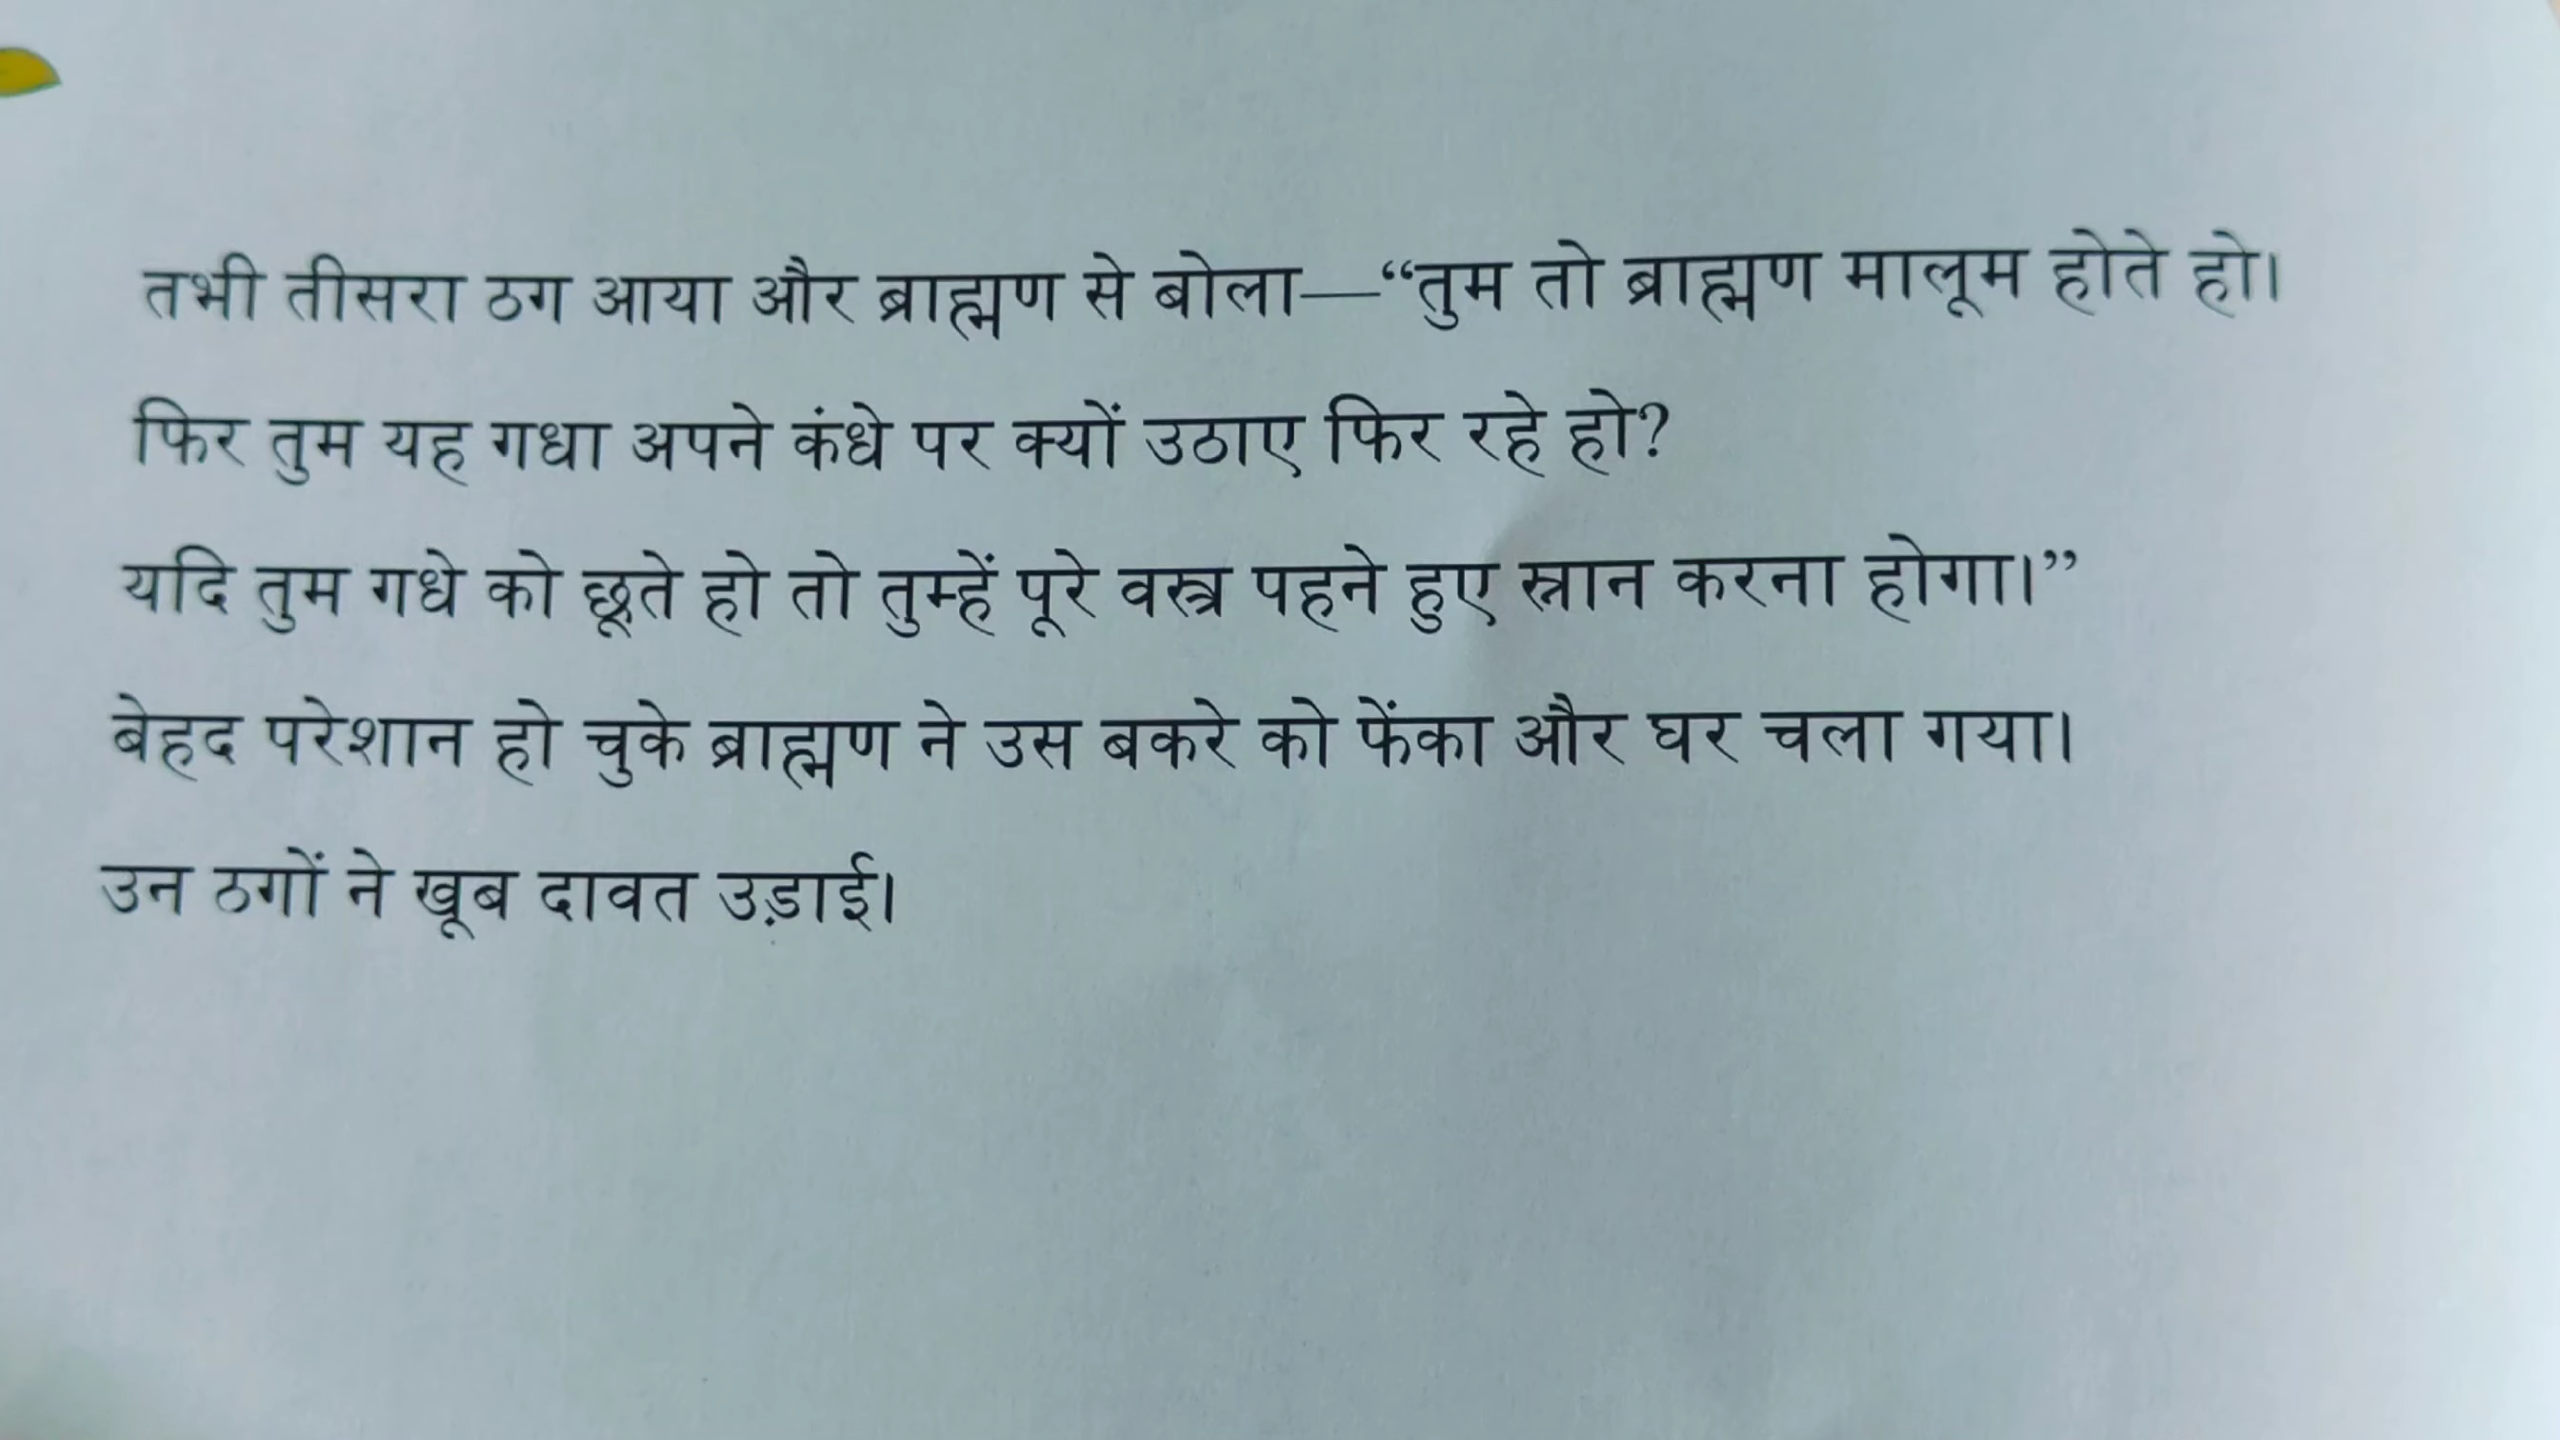 तभी तीसरा ठग आया और ब्राह्मण से बोला—“तुम तो ब्राह्मण मालूम होते हो।
फिर तुम यह गधा अपने कंधे पर क्यों उठाए फिर रहे हो?
यदि तुम गधे को छूते हो तो तुम्हें पूरे वस्त्र पहने हुए स्नान करना होगा।”
बेहद परेशान हो चुके ब्राह्मण ने उस बकरे को फेंका और घर चला गया।
उन ठगों ने खूब दावत उड़ाई।